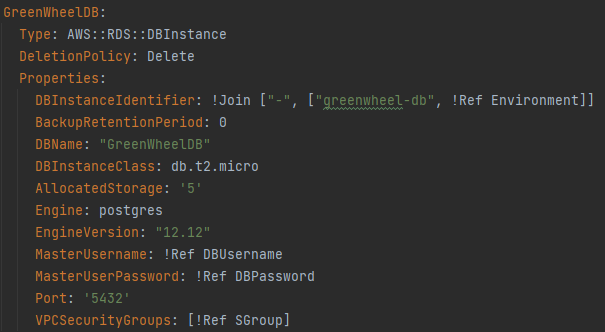 GreenWheelDB:
  Type: AWS::RDS::DBInstance
  DeletionPolicy: Delete
  Properties:
    DBInstanceIdentifier: !Join ["-", ["greenwheel-db", !Ref Environment]]
    BackupRetentionPeriod: 0
    DBName: "GreenWheelDB"
    DBInstanceClass: db.t2.micro
    AllocatedStorage: '5'
    Engine: postgres
    EngineVersion: "12.12"
    MasterUsername: !Ref DBUsername
    MasterUserPassword: !Ref DBPassword
    Port: '5432'
    VPCSecurityGroups: [!Ref SGroup]